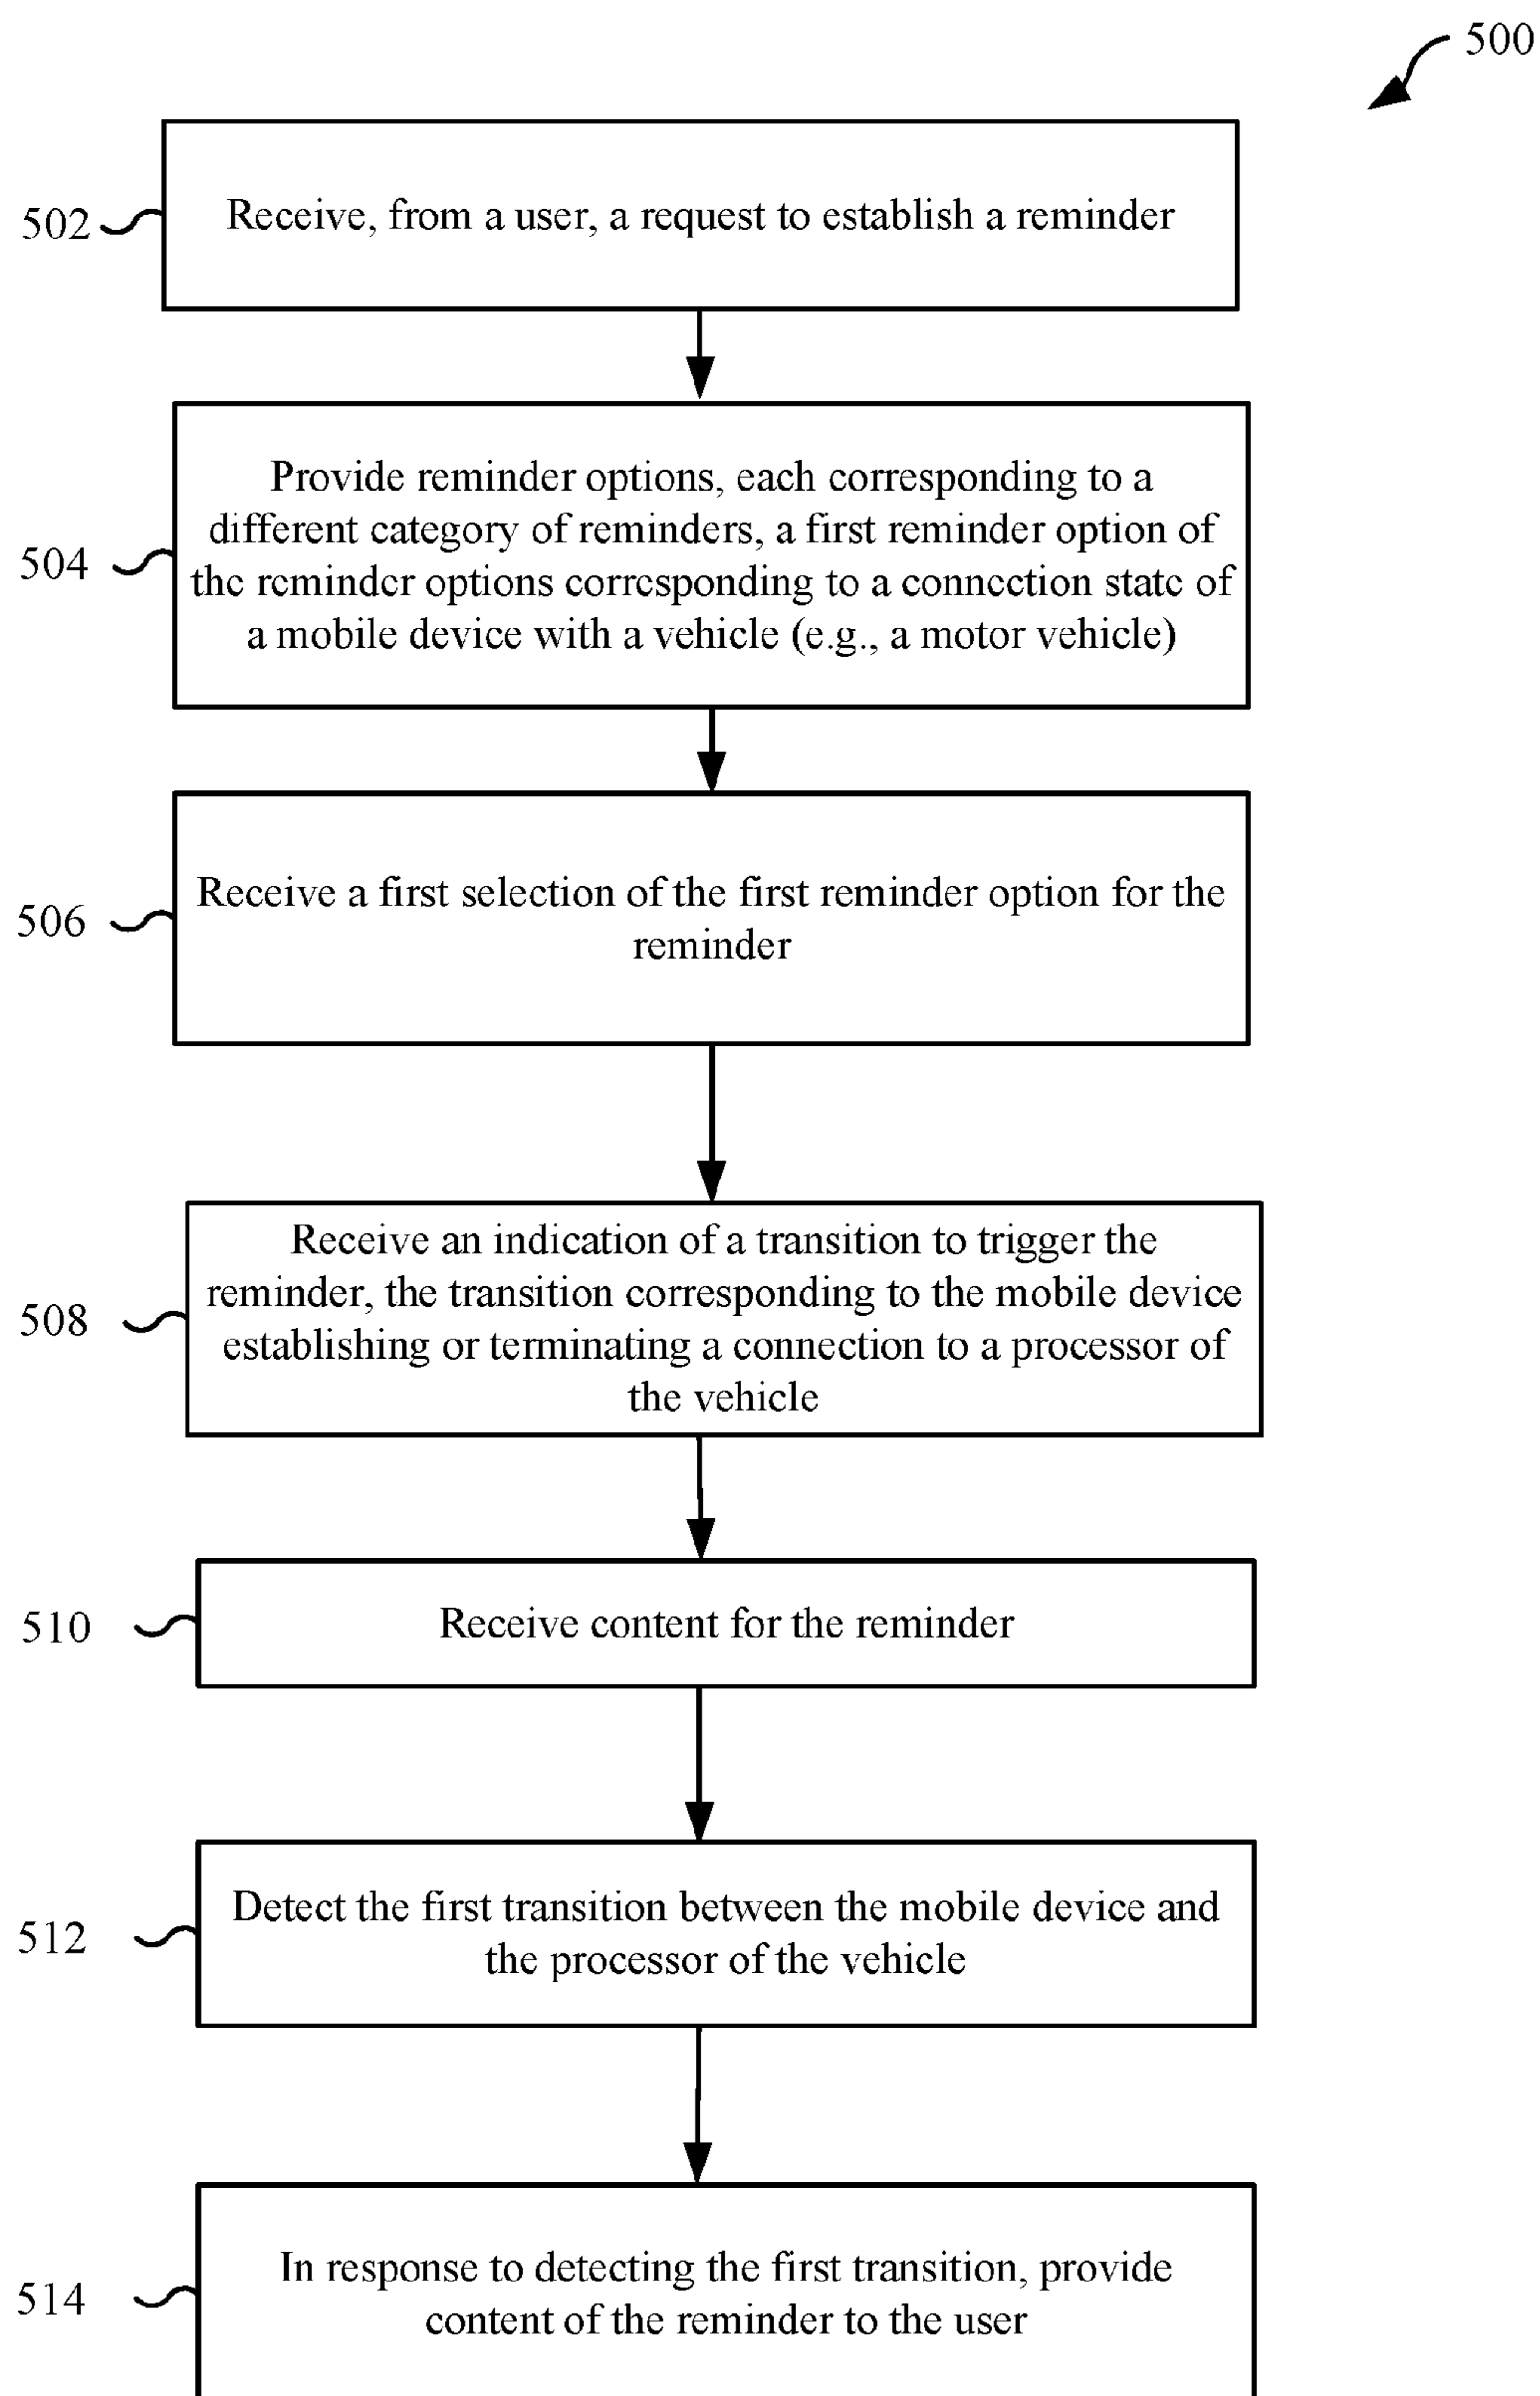 500
502
Receive, from a user, a request to establish a reminder
504
Provide reminder options, each corresponding to a
different category of reminders, a first reminder option of
the reminder options corresponding to a connection state of
a mobile device with a vehicle (e.g., a motor vehicle)
506
Receive a first selection of the first reminder option for the
reminder
508
Receive an indication of a transition to trigger the
reminder, the transition corresponding to the mobile device
establishing or terminating a connection to a processor of
the vehicle
510
Receive content for the reminder
512
Detect the first transition between the mobile device and
the processor of the vehicle
514
In response to detecting the first transition, provide
content of the reminder to the user